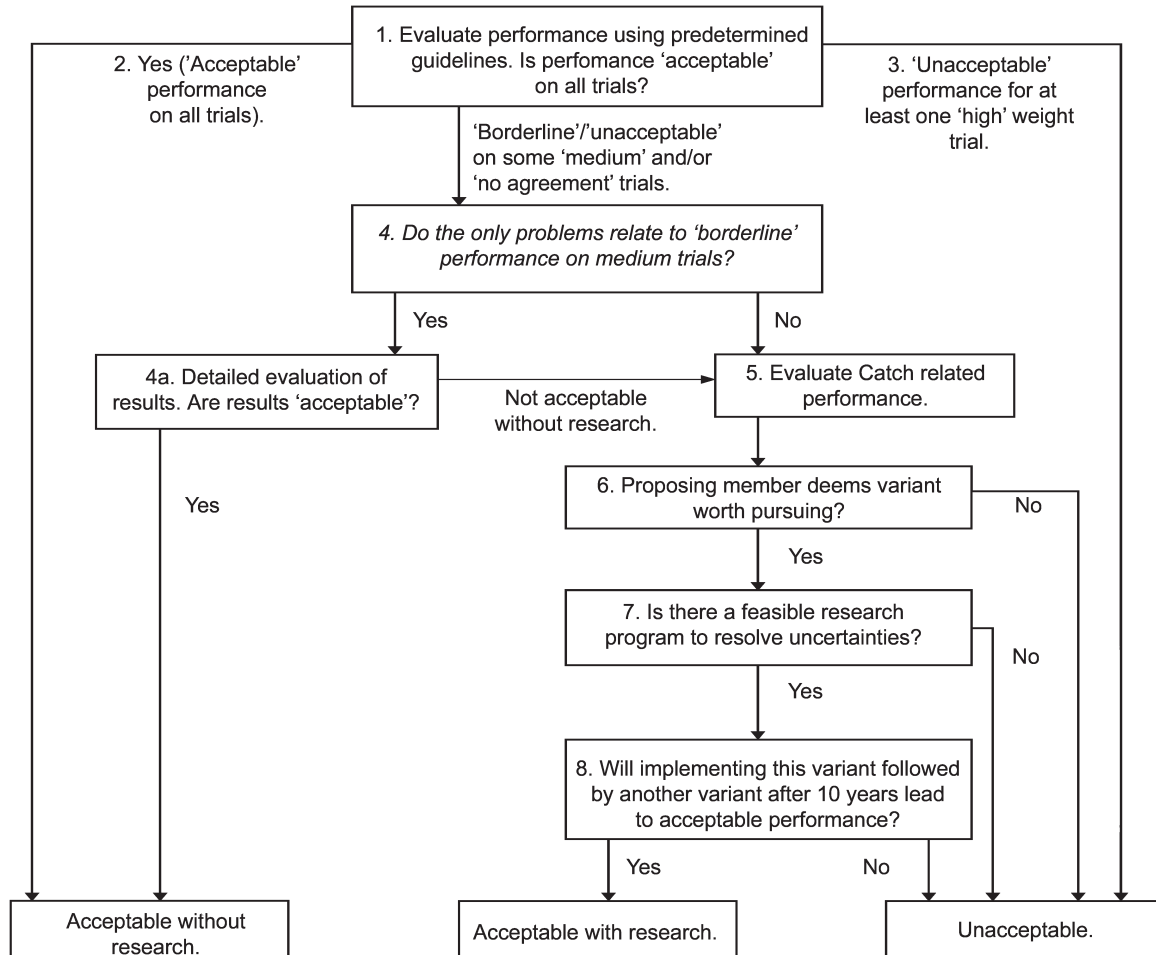 1. Evaluate performance using predetermined
guidelines. Is perfomance ‘acceptable’
on all trials?
2. Yes (’Acceptable’
performance
on all trials).
3. ‘Unacceptable’
performance for at
least one ‘high’ weight
trial.
‘Borderline’/’unacceptable’
on some ‘medium’ and/or
‘no agreement’ trials.
4. Do the only problems relate to ‘borderline’
performance on medium trials?
Yes
No
4a. Detailed evaluation of
results. Are results ‘acceptable’?
Not acceptable
without research.
5. Evaluate Catch related
performance.
Yes
6. Proposing member deems variant
worth pursuing?
No
Yes
7. Is there a feasible research
program to resolve uncertainties?
No
Yes
8. Will implementing this variant followed
by another variant after 10 years lead
to acceptable performance?
Yes
No
Acceptable without
research.
Acceptable with research.
Unacceptable.